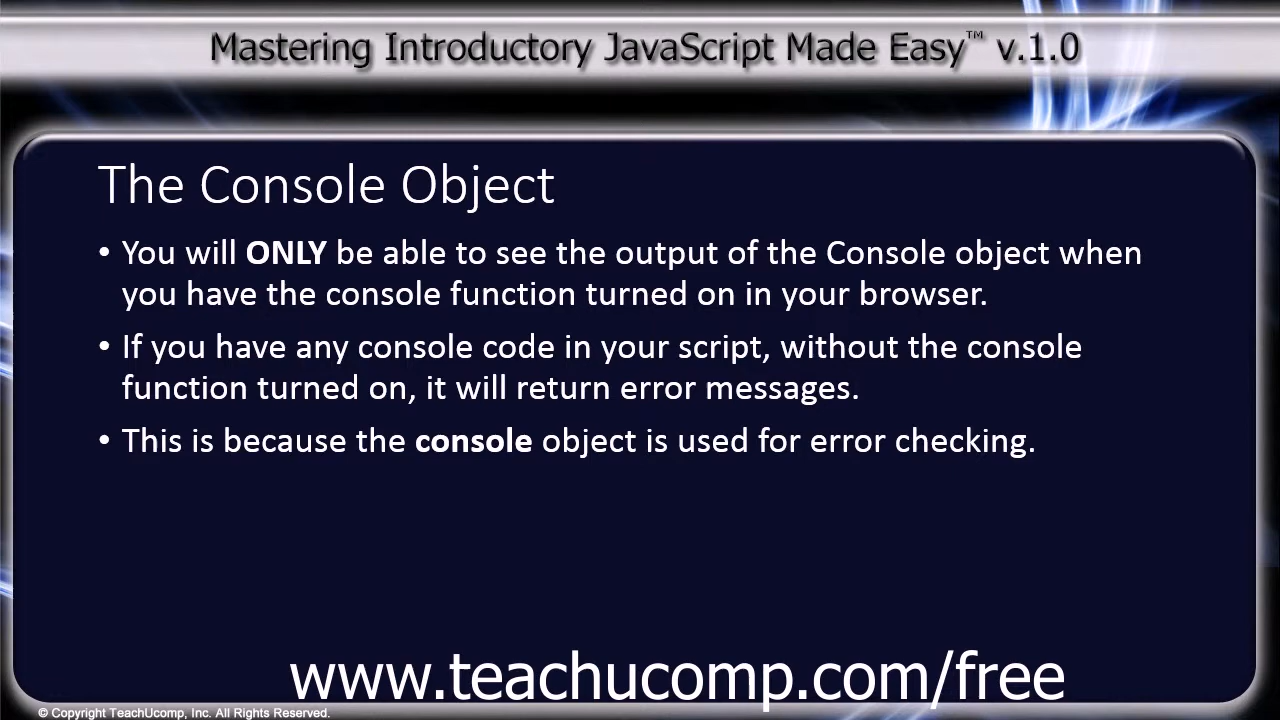 Mastering Introductory JavaScript Made Easy™ v.1.0
The Console Object
• You will ONLY be able to see the output of the Console object when
you have the console function turned on in your browser.
• If you have any console code in your script, without the console
function turned on, it will return error messages.
• This is because the console object is used for error checking.
www.teachucomp.com/free
© Copyright TeachUcomp, Inc. All Rights Reserved.